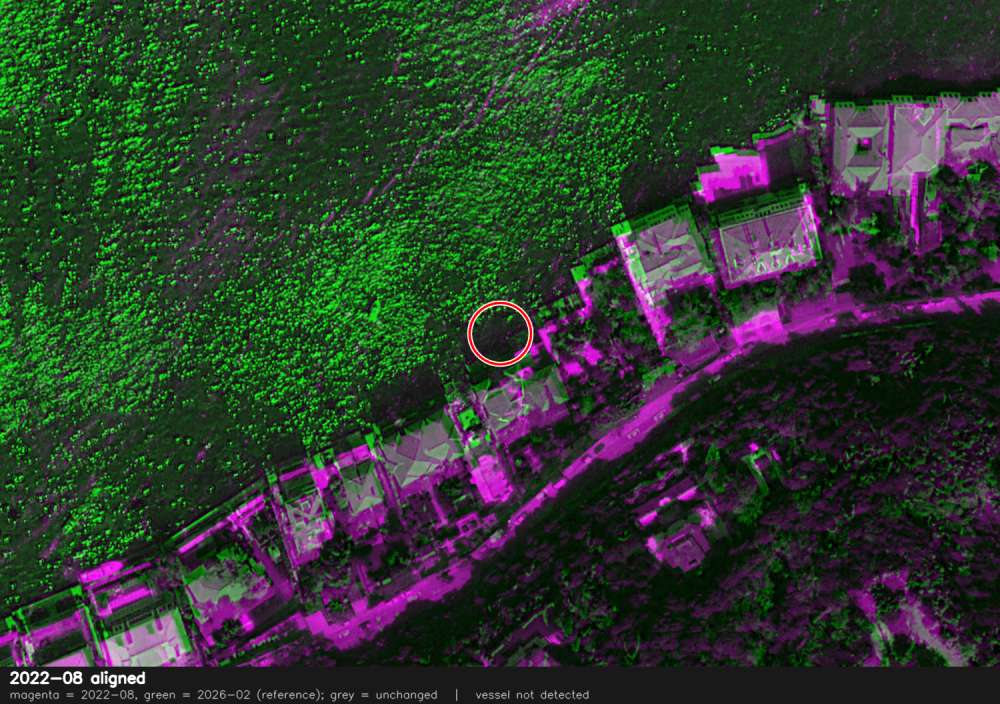 2022-08 aligned
magenta = 2022-08, green = 2026-02 (reference); grey = unchanged | vessel not detected